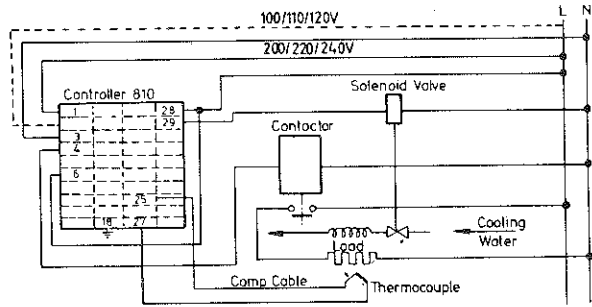 L N
100/110/120V
200/220/240V
Controller 810
Solenoid Valve
1 28
29
Contactor
3
4
6
25
18 27
Cooling
Water
Load
Comp Cable
Thermocouple